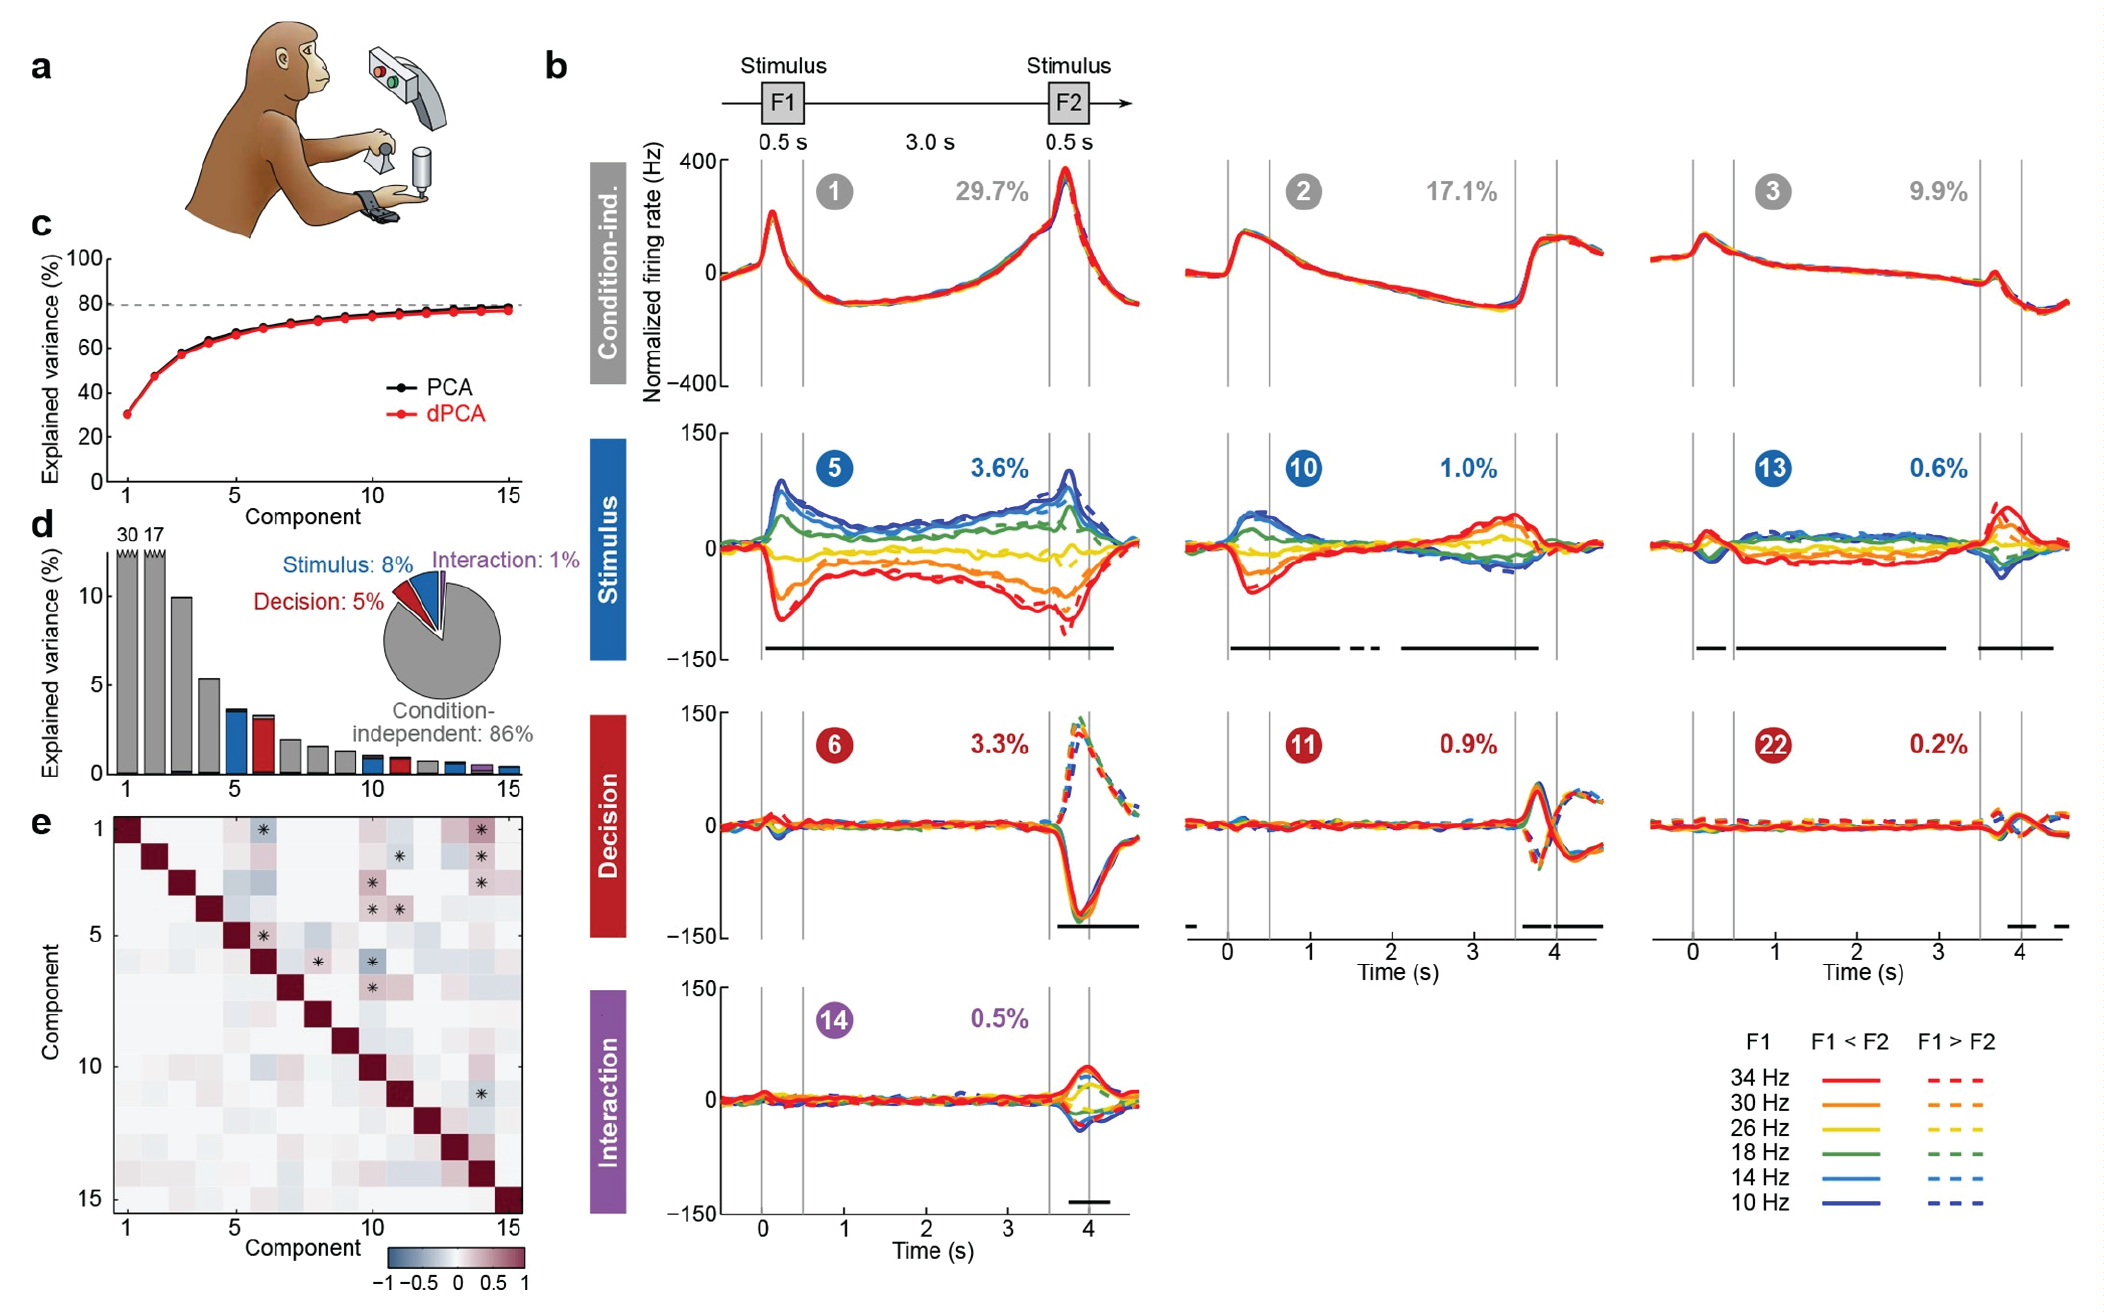 a
b
Stimulus
Stimulus
F1
F2
0.5 s
3.0 s
0.5 s
c
Explained variance (%)
100
80
60
40
20
0
PCA
dPCA
1
5
10
15
Component
d
30 17
Explained variance (%)
10
5
0
Stimulus: 8%
Interaction: 1%
Decision: 5%
Condition-
independent: 86%
1
5
10
15
e
Component
1
5
10
15
*
*
*
*
*
*
*
*
*
*
*
*
*
1
5
10
15
Component
−1 −0.5 0 0.5 1
Condition-ind.
Normalized firing rate (Hz)
400
0
−400
1
29.7%
2
17.1%
3
9.9%
Stimulus
150
0
−150
5
3.6%
10
1.0%
13
0.6%
Decision
150
0
−150
6
3.3%
11
0.9%
22
0.2%
0 1 2 3 4
Time (s)
0 1 2 3 4
Time (s)
Interaction
150
0
−150
14
0.5%
0 1 2 3 4
Time (s)
F1 F1 < F2 F1 > F2
34 Hz
30 Hz
26 Hz
18 Hz
14 Hz
10 Hz